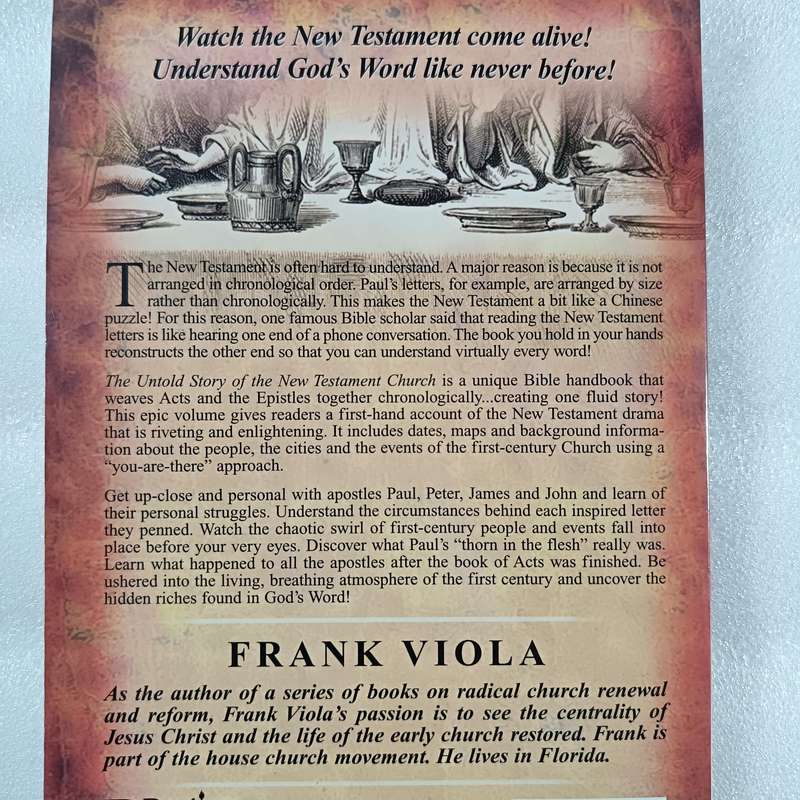 Watch the New Testament come alive!
Understand God's Word like never before!
The New Testament is often hard to understand. A major reason is because it is not
arranged in chronological order. Paul's letters, for example, are arranged by size
rather than chronologically. This makes the New Testament a bit like a Chinese
puzzle! For this reason, one famous Bible scholar said that reading the New Testament
letters is like hearing one end of a phone conversation. The book you hold in your hands
reconstructs the other end so that you can understand virtually every word!
The Untold Story of the New Testament Church is a unique Bible handbook that
weaves Acts and the Epistles together chronologically...creating one fluid story!
This epic volume gives readers a first-hand account of the New Testament drama
that is riveting and enlightening. It includes dates, maps and background informa-
tion about the people, the cities and the events of the first-century Church using a
“you-are-there” approach.
Get up-close and personal with apostles Paul, Peter, James and John and learn of
their personal struggles. Understand the circumstances behind each inspired letter
they penned. Watch the chaotic swirl of first-century people and events fall into
place before your very eyes. Discover what Paul's “thorn in the flesh” really was.
Learn what happened to all the apostles after the book of Acts was finished. Be
ushered into the living, breathing atmosphere of the first century and uncover the
hidden riches found in God's Word!
FRANK VIOLA
As the author of a series of books on radical church renewal
and reform, Frank Viola's passion is to see the centrality of
Jesus Christ and the life of the early church restored. Frank is
part of the house church movement. He lives in Florida.